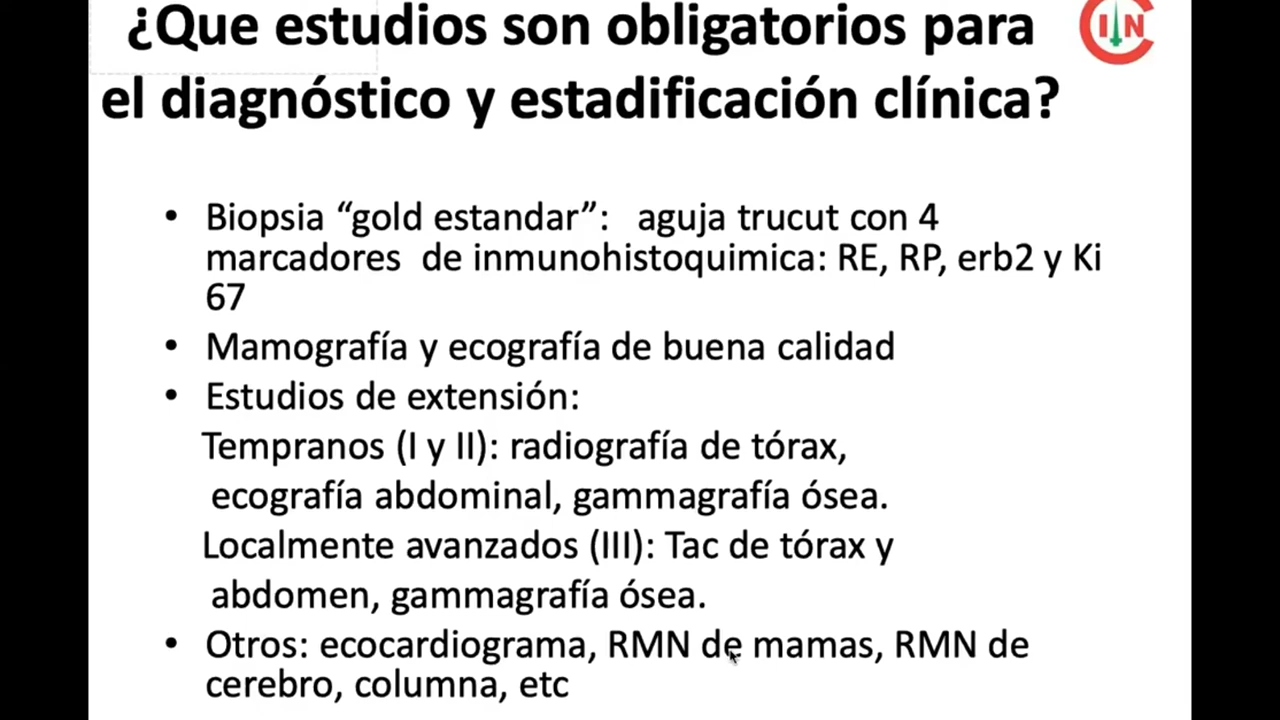 ¿Que estudios son obligatorios para
el diagnóstico y estadificación clínica?
CIN
• Biopsia “gold estandar”: aguja trucut con 4
marcadores de inmunohistoquimica: RE, RP, erb2 y Ki
67
• Mamografía y ecografía de buena calidad
• Estudios de extensión:
Tempranos (I y II): radiografía de tórax,
ecografía abdominal, gammagrafía ósea.
Localmente avanzados (III): Tac de tórax y
abdomen, gammagrafía ósea.
• Otros: ecocardiograma, RMN de mamas, RMN de
cerebro, columna, etc